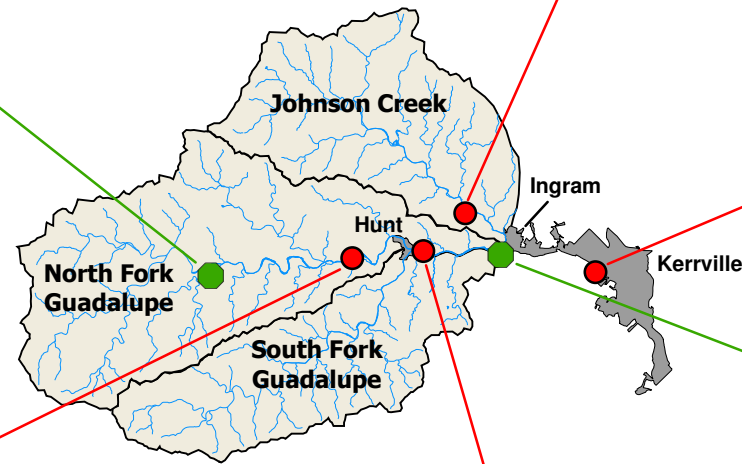 Johnson Creek
Ingram
Hunt
Kerrville
North Fork
Guadalupe
South Fork
Guadalupe